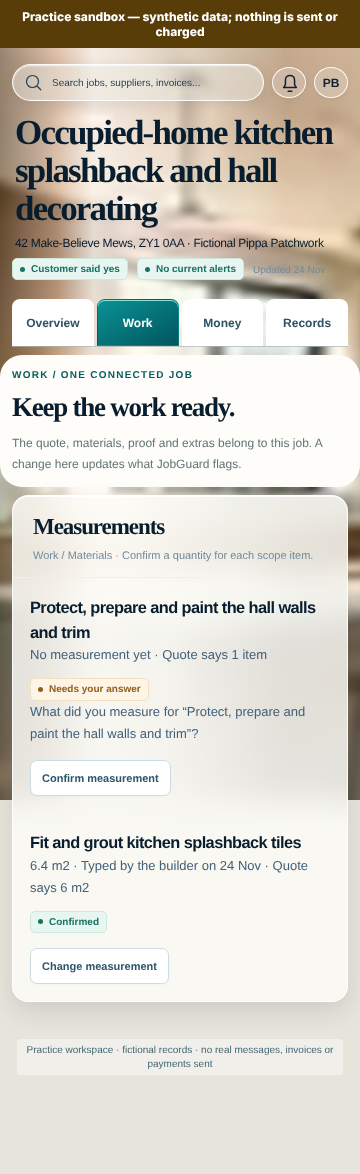 Practice sandbox — synthetic data; nothing is sent or
charged
Search jobs, suppliers, invoices...
PB
Occupied-home kitchen
splashback and hall
decorating
42 Make-Believe Mews, ZY1 0AA · Fictional Pippa Patchwork
Customer said yes
No current alerts
Updated 24 Nov
Overview
Work
Money
Records
WORK / ONE CONNECTED JOB
Keep the work ready.
The quote, materials, proof and extras belong to this job. A
change here updates what JobGuard flags.
Measurements
Work / Materials · Confirm a quantity for each scope item.
Protect, prepare and paint the hall walls
and trim
No measurement yet · Quote says 1 item
Needs your answer
What did you measure for “Protect, prepare and
paint the hall walls and trim”?
Confirm measurement
Fit and grout kitchen splashback tiles
6.4 m2 · Typed by the builder on 24 Nov · Quote
says 6 m2
Confirmed
Change measurement
Practice workspace · fictional records · no real messages, invoices or
payments sent